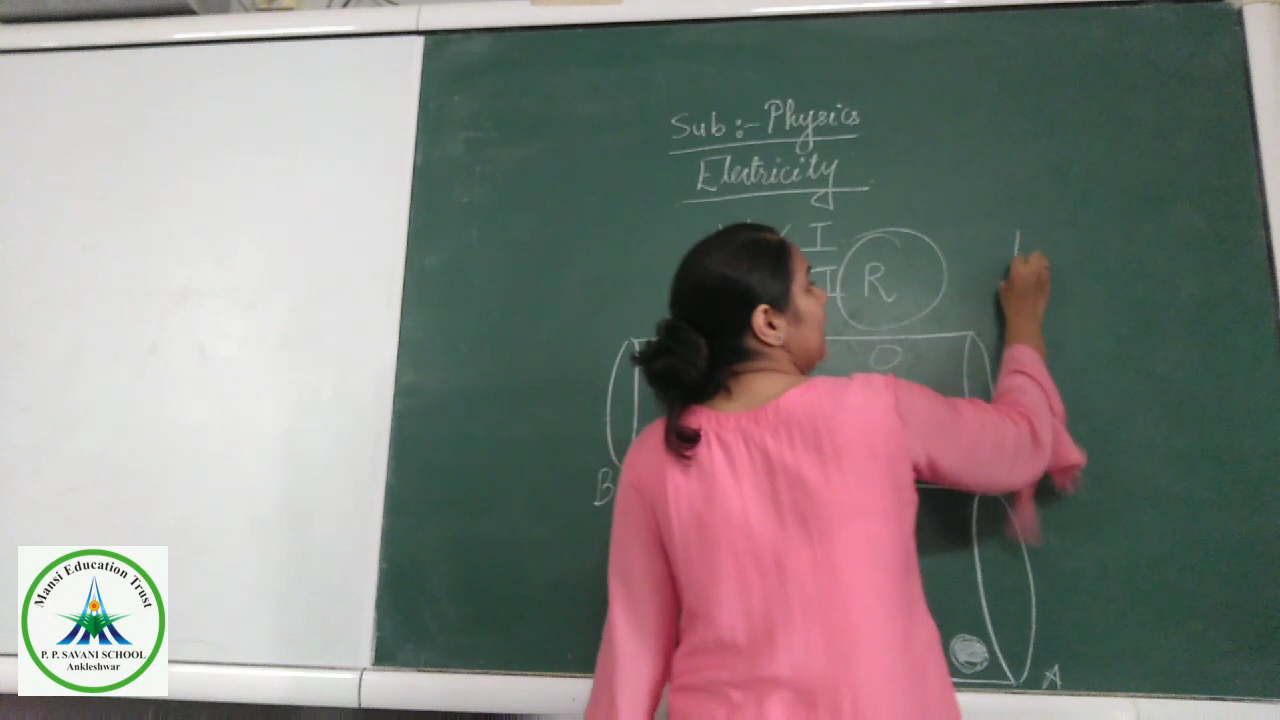 Sub:- Physics
Electricity
I
I R
O
B
A
Mansi Education Trust
P. P. SAVANI SCHOOL
Ankleshwar